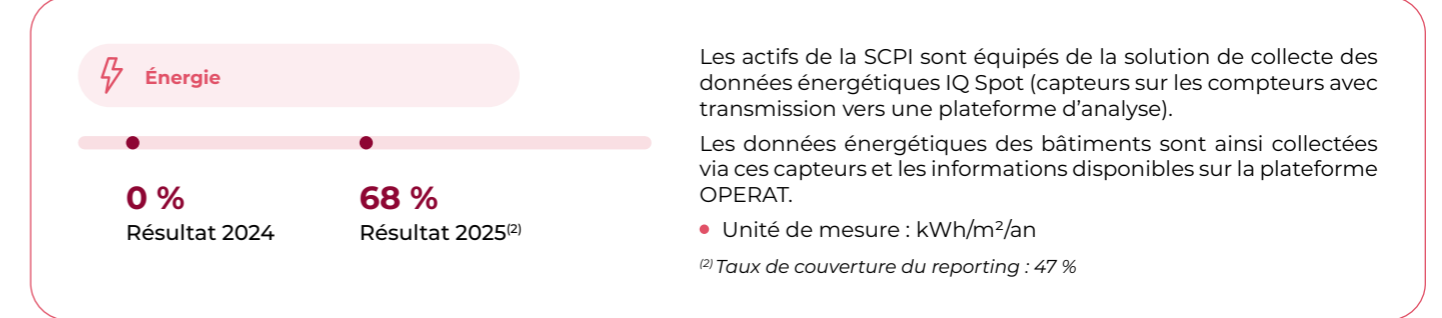 Énergie
0 %
Résultat 2024
68 %
Résultat 2025(2)
Les actifs de la SCPI sont équipés de la solution de collecte des
données énergétiques IQ Spot (capteurs sur les compteurs avec
transmission vers une plateforme d’analyse).
Les données énergétiques des bâtiments sont ainsi collectées
via ces capteurs et les informations disponibles sur la plateforme
OPERAT.
• Unité de mesure : kWh/m²/an
(2) Taux de couverture du reporting : 47 %